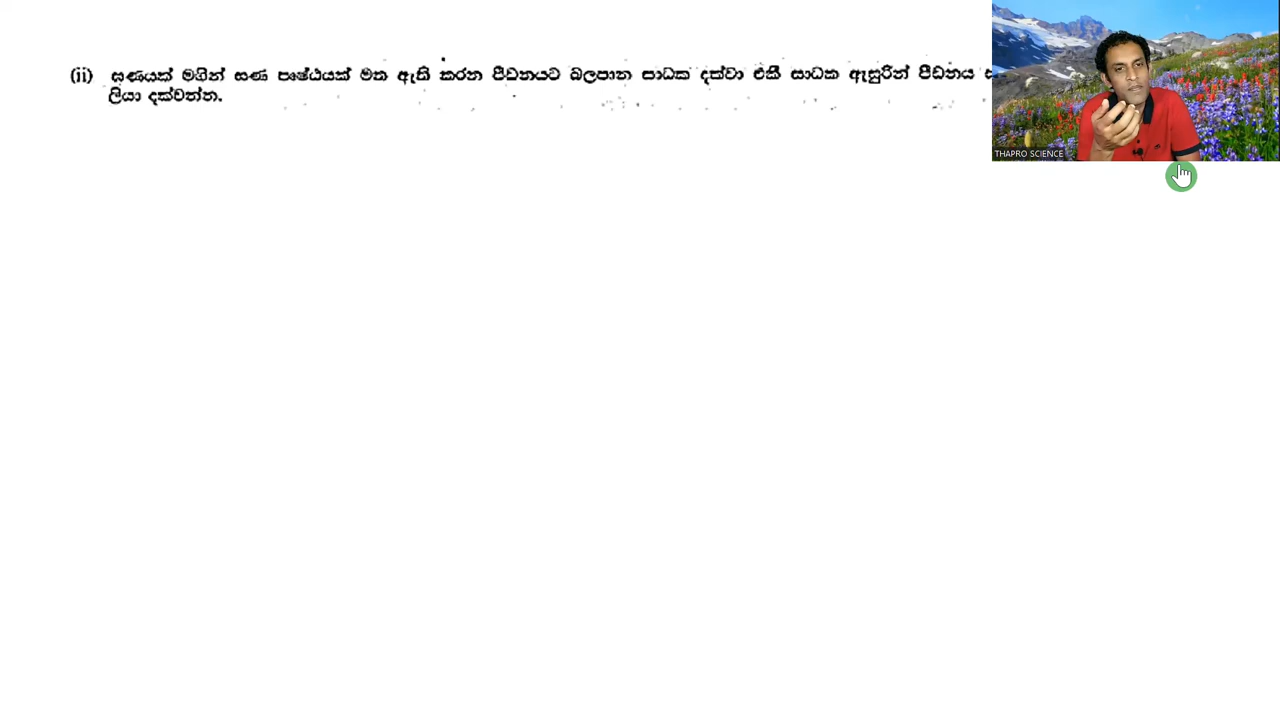 (ii) ඝණයක් මගින් ඝණ පෘෂ්ඨයක් මත ඇති කරන පීඩනයට බලපාන සාධක දක්වා එකී සාධක ඇසුරින් පීඩනය
ලියා දක්වන්න.
THAPRO SCIENCE